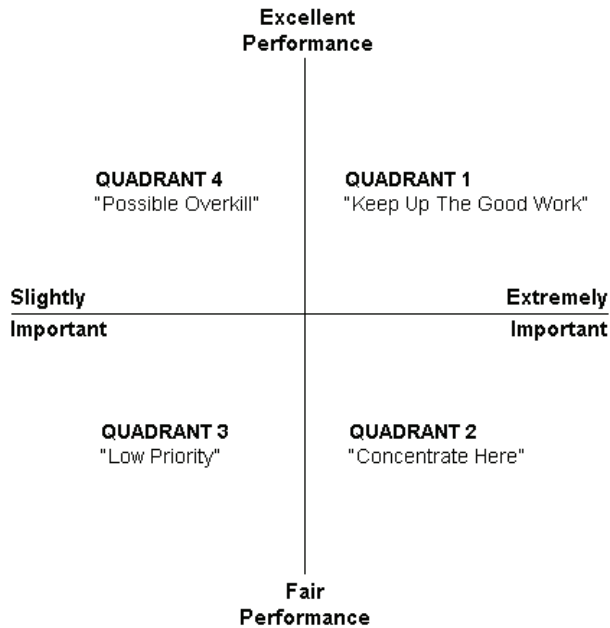 Excellent
Performance
QUADRANT 4
"Possible Overkill"
QUADRANT 1
"Keep Up The Good Work"
Slightly
Important
Extremely
Important
QUADRANT 3
"Low Priority"
QUADRANT 2
"Concentrate Here"
Fair
Performance